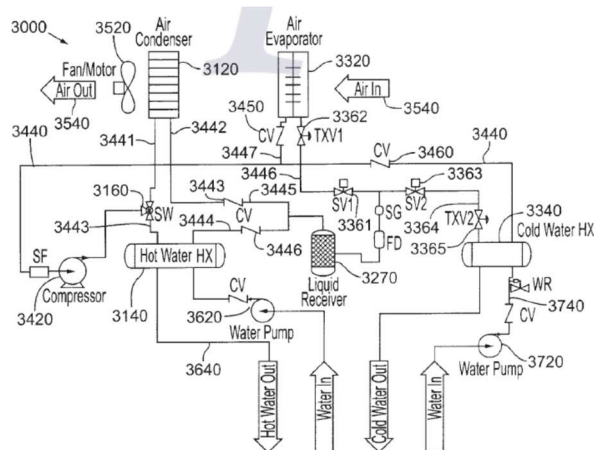 3000
3520
Fan/Motor
Air Out
3540
Air
Condenser
3120
Air
Evaporator
3320
Air In
3540
3450
3362
CV
TXV1
3440
3441
3442
3447
3446
CV
3460
3440
3363
3160
SW
3443
3443
3445
3444
CV
3446
SV1
3361
SG
FD
SV2
3364
TXV2
3365
3340
Cold Water HX
SF
3420
Compressor
Hot Water HX
3140
3270
Liquid
Receiver
WR
3740
CV
CV
3620
Water Pump
3640
3720
Water Pump
Hot Water Out
Water In
Cold Water Out
Water In